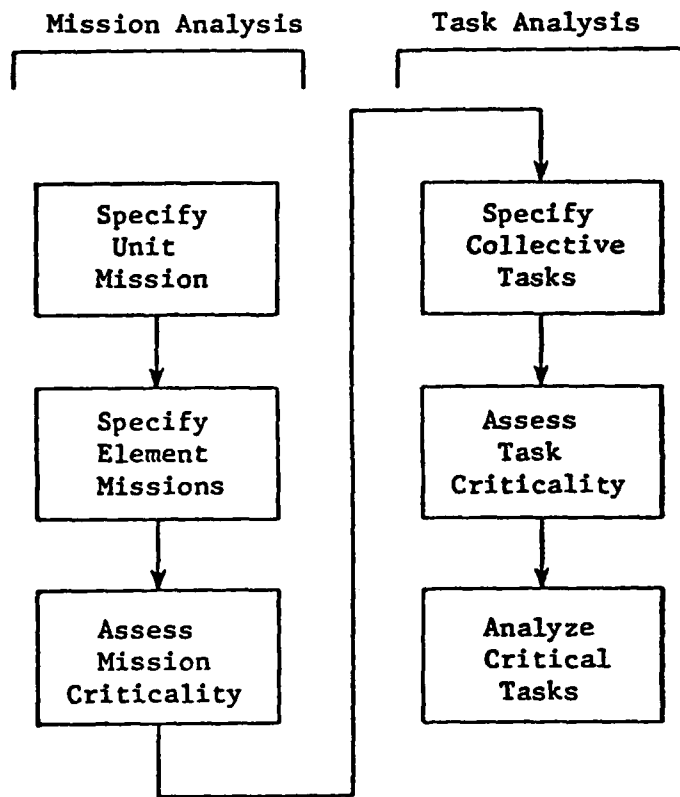 Mission Analysis
Task Analysis
Specify
Unit
Mission
Specify
Element
Missions
Assess
Mission
Criticality
Specify
Collective
Tasks
Assess
Task
Criticality
Analyze
Critical
Tasks